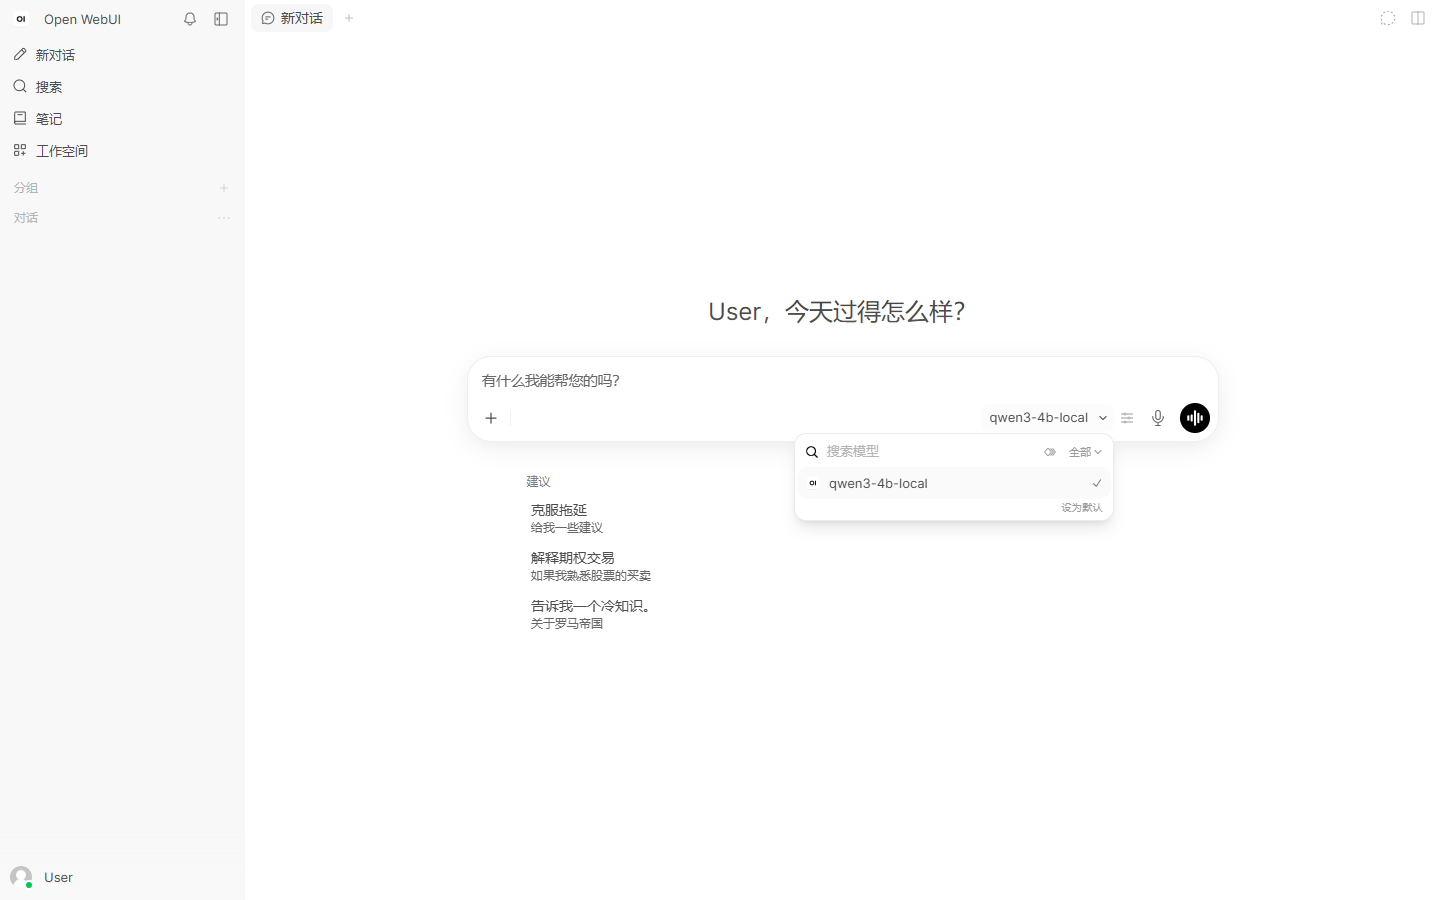 OI Open WebUI
新对话
搜索
笔记
工作空间
分组
对话
User
新对话
User，今天过得怎么样？
有什么我能帮您的吗？
qwen3-4b-local
搜索模型
全部
OI qwen3-4b-local
设为默认
建议
克服拖延
给我一些建议
解释期权交易
如果我熟悉股票的买卖
告诉我一个冷知识。
关于罗马帝国